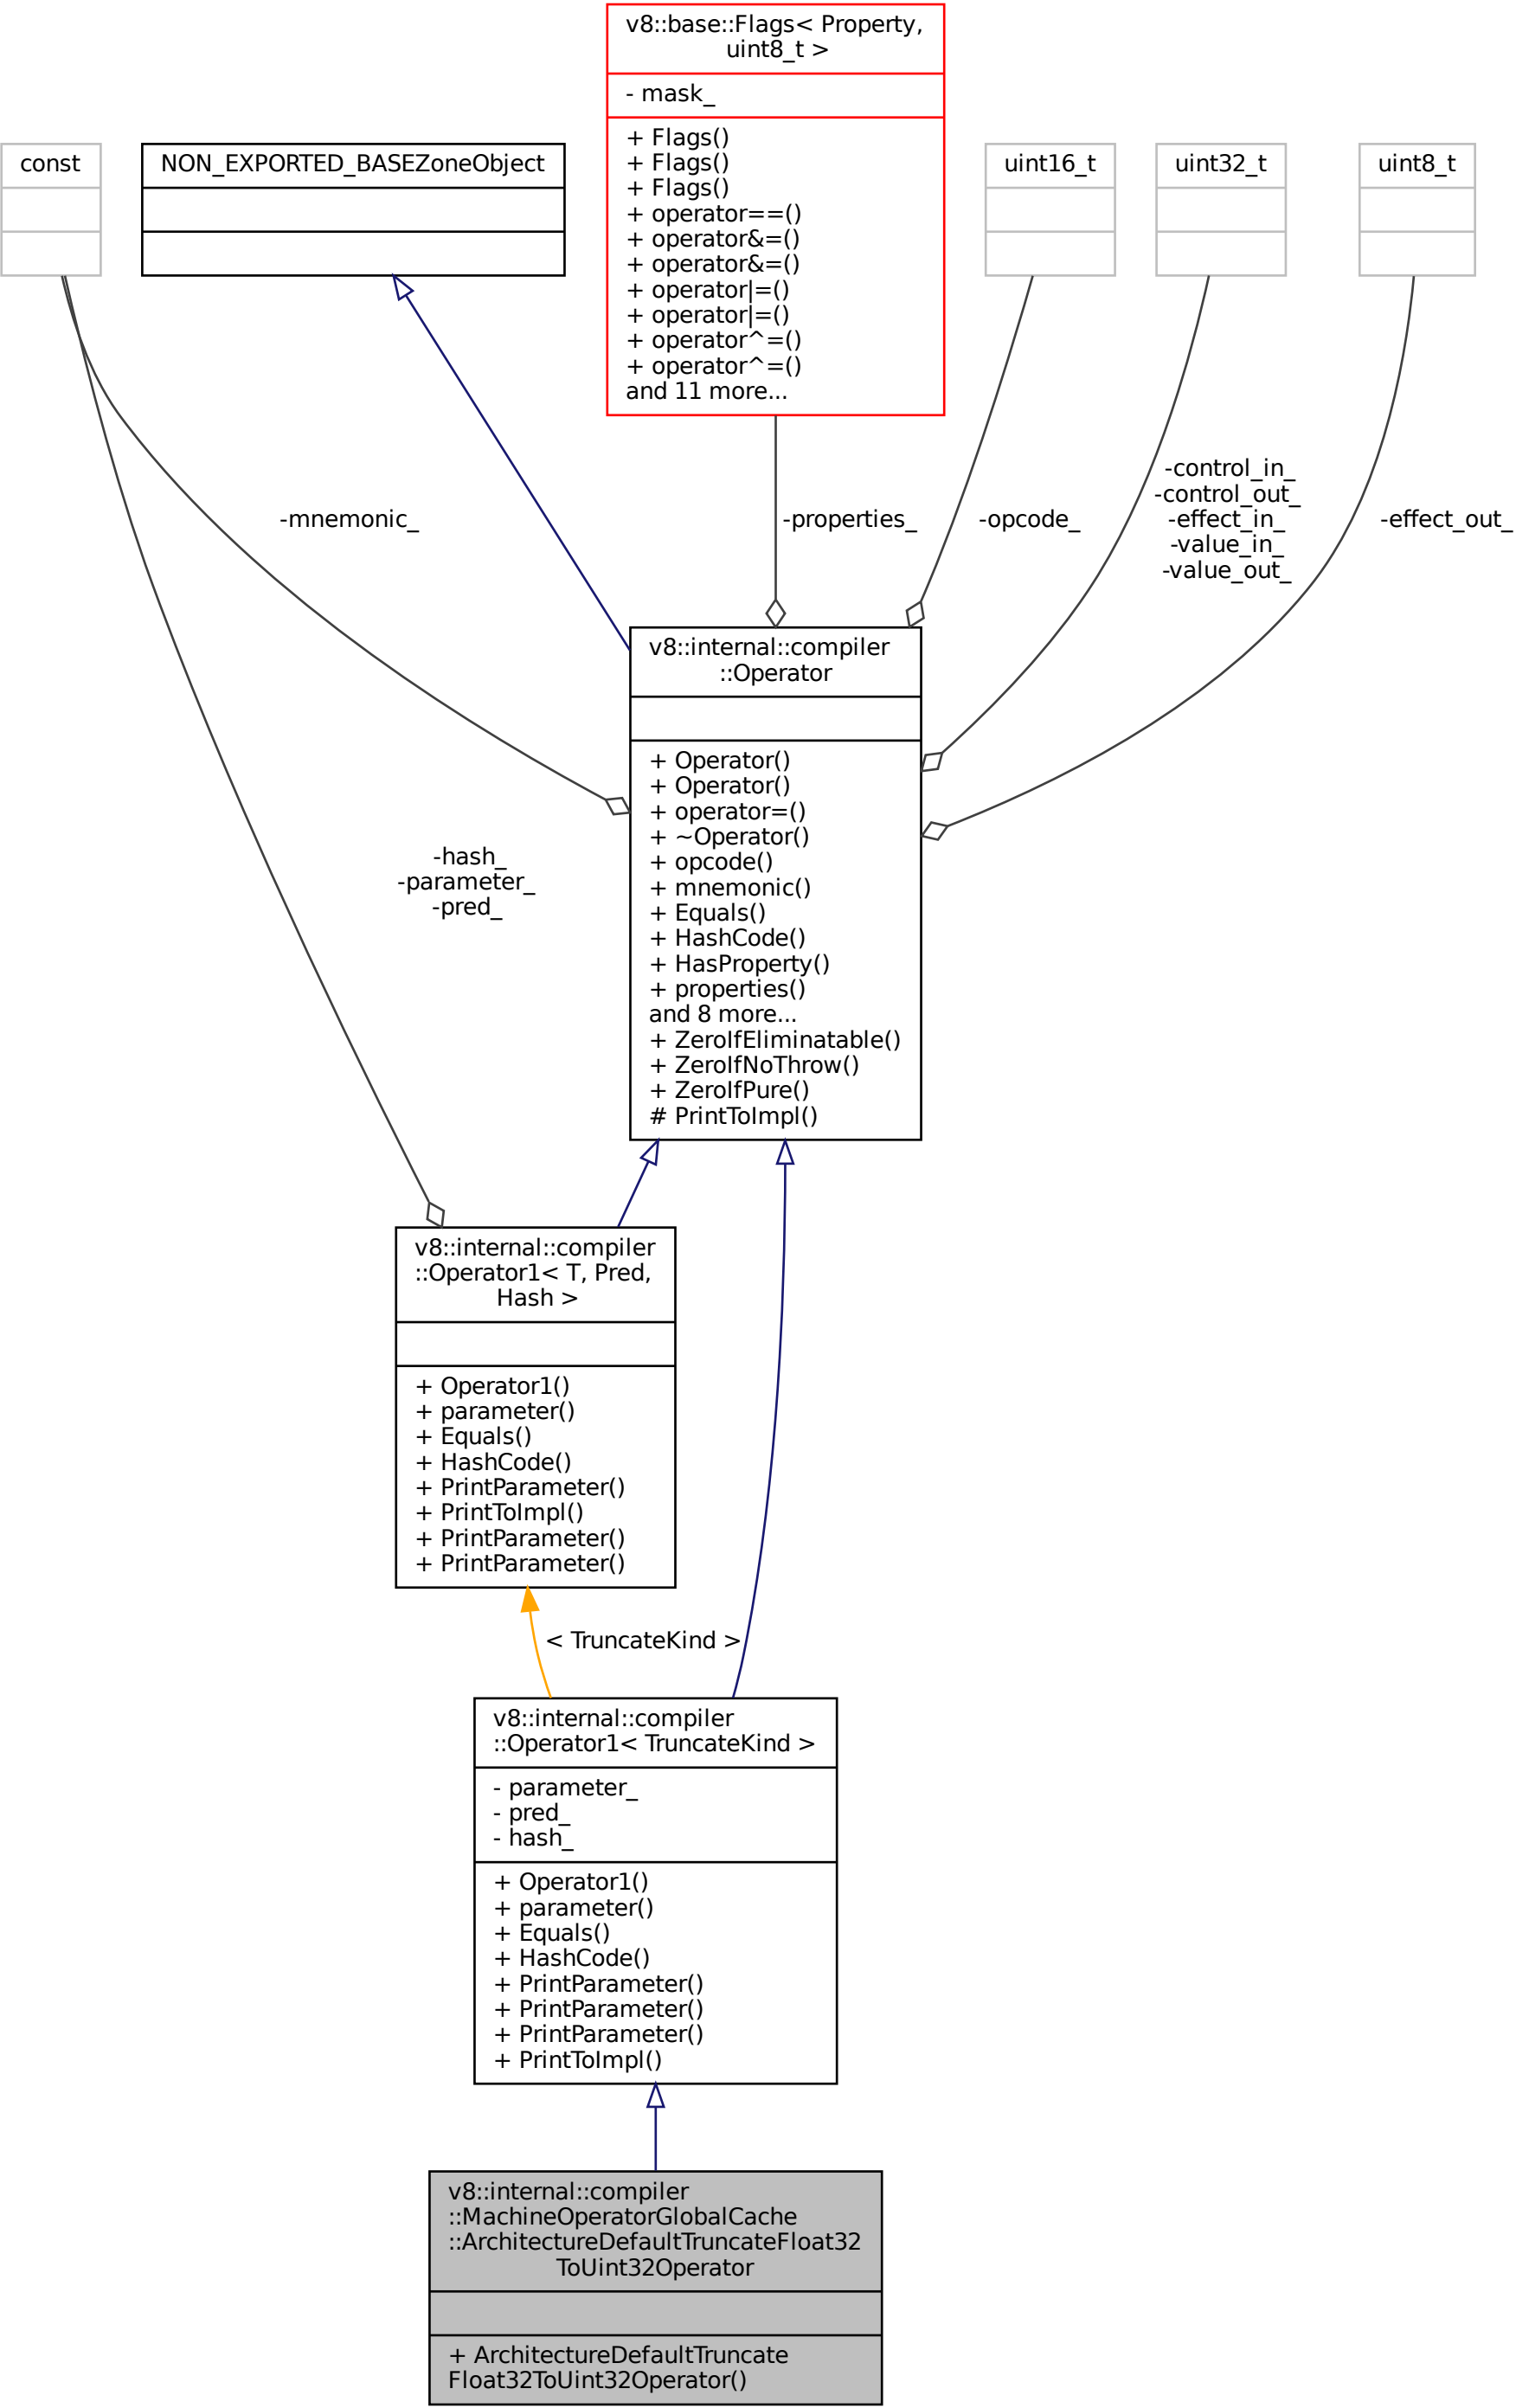 v8::base::Flags< Property,
uint8_t >
- mask_
+ Flags()
+ Flags()
+ Flags()
+ operator==()
+ operator&=()
+ operator&=()
+ operator|=()
+ operator|=()
+ operator^=()
+ operator^=()
and 11 more...
const
NON_EXPORTED_BASEZoneObject
uint16_t
uint32_t
uint8_t
-mnemonic_
-properties_
-opcode_
-control_in_
-control_out_
-effect_in_
-value_in_
-value_out_
-effect_out_
v8::internal::compiler
::Operator
+ Operator()
+ Operator()
+ operator=()
+ ~Operator()
+ opcode()
+ mnemonic()
+ Equals()
+ HashCode()
+ HasProperty()
+ properties()
and 8 more...
+ ZeroIfEliminatable()
+ ZeroIfNoThrow()
+ ZeroIfPure()
# PrintToImpl()
-hash_
-parameter_
-pred_
v8::internal::compiler
::Operator1< T, Pred,
Hash >
+ Operator1()
+ parameter()
+ Equals()
+ HashCode()
+ PrintParameter()
+ PrintToImpl()
+ PrintParameter()
+ PrintParameter()
< TruncateKind >
v8::internal::compiler
::Operator1< TruncateKind >
- parameter_
- pred_
- hash_
+ Operator1()
+ parameter()
+ Equals()
+ HashCode()
+ PrintParameter()
+ PrintParameter()
+ PrintParameter()
+ PrintToImpl()
v8::internal::compiler
::MachineOperatorGlobalCache
::ArchitectureDefaultTruncateFloat32
ToUint32Operator
+ ArchitectureDefaultTruncate
Float32ToUint32Operator()